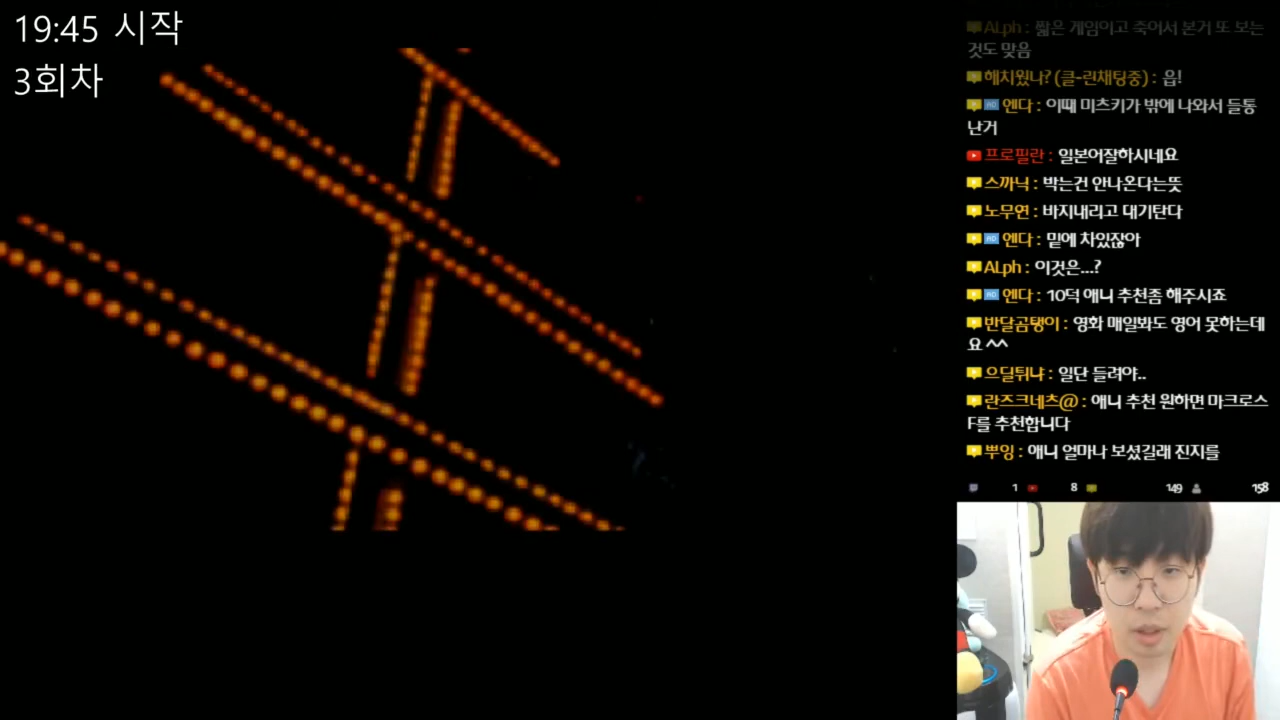 19:45 시작
3회차
ALph : 짧은 게임이고 죽어서 본거 또 보는
것도 맞음
해치웠나? (클-린채팅중) : 읍!
엔다 : 이때 미츠키가 밖에 나와서 들통
난거
프로필란 : 일본어잘하시네요
스까닉 : 박는건 안나온다는뜻
노무연 : 바지내리고 대기탄다
엔다 : 밑에 차있잖아
ALph : 이것은...?
엔다 : 10덕 애니 추천좀 해주시죠
반달곰탱이 : 영화 매일봐도 영어 못하는데
요 ^^
으딜튀냐 : 일단 들려야..
란즈크네츠@ : 애니 추천 원하면 마크로스
F를 추천합니다
뿌잉 : 애니 얼마나 보셨길래 진지를
1 8 149 158